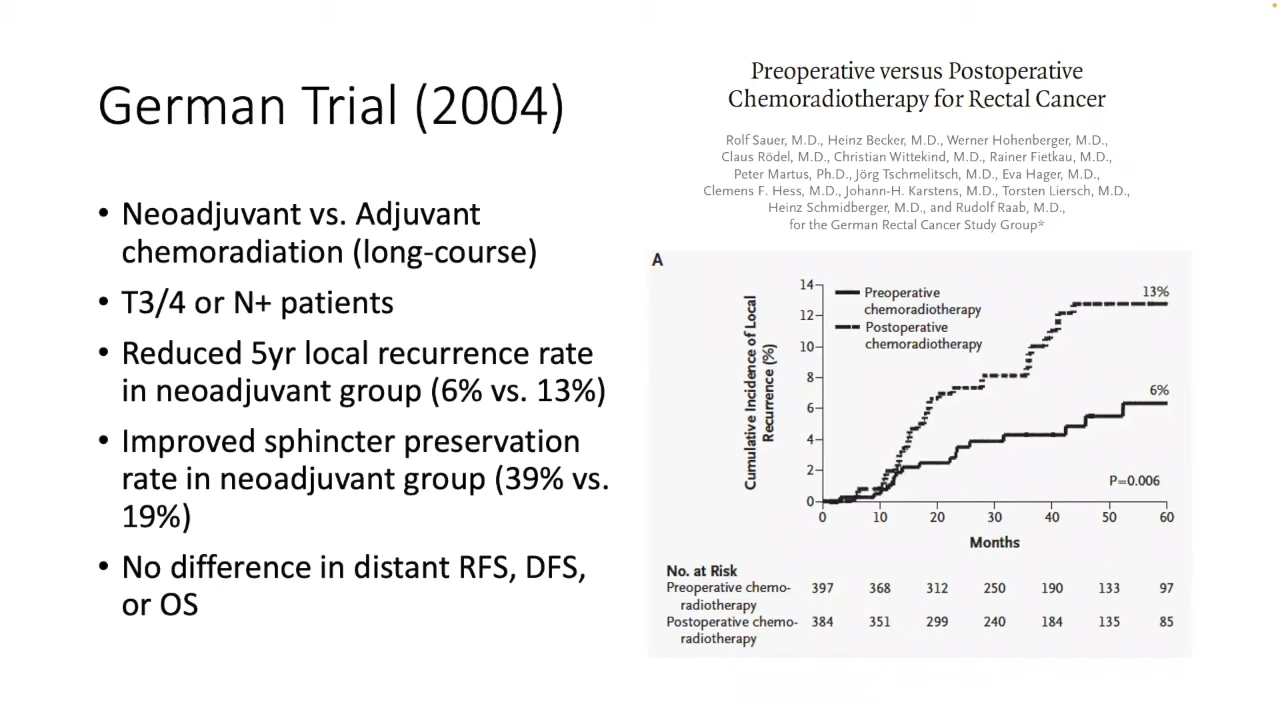 German Trial (2004)
• Neoadjuvant vs. Adjuvant
chemoradiation (long-course)
• T3/4 or N+ patients
• Reduced 5yr local recurrence rate
in neoadjuvant group (6% vs. 13%)
• Improved sphincter preservation
rate in neoadjuvant group (39% vs.
19%)
• No difference in distant RFS, DFS,
or OS
Preoperative versus Postoperative
Chemoradiotherapy for Rectal Cancer
Rolf Sauer, M.D., Heinz Becker, M.D., Werner Hohenberger, M.D.,
Claus Rödel, M.D., Christian Wittekind, M.D., Rainer Fietkau, M.D.,
Peter Martus, Ph.D., Jörg Tschmelitsch, M.D., Eva Hager, M.D.,
Clemens F. Hess, M.D., Johann-H. Karstens, M.D., Torsten Liersch, M.D.,
Heinz Schmidberger, M.D., and Rudolf Raab, M.D.,
for the German Rectal Cancer Study Group*
A
Cumulative Incidence of Local
Recurrence (%)
14
12
10
8
6
4
2
0
Preoperative
chemoradiotherapy
Postoperative
chemoradiotherapy
13%
6%
P=0.006
0 10 20 30 40 50 60
Months
No. at Risk
Preoperative chemo-
radiotherapy
397 368 312 250 190 133 97
Postoperative chemo-
radiotherapy
384 351 299 240 184 135 85